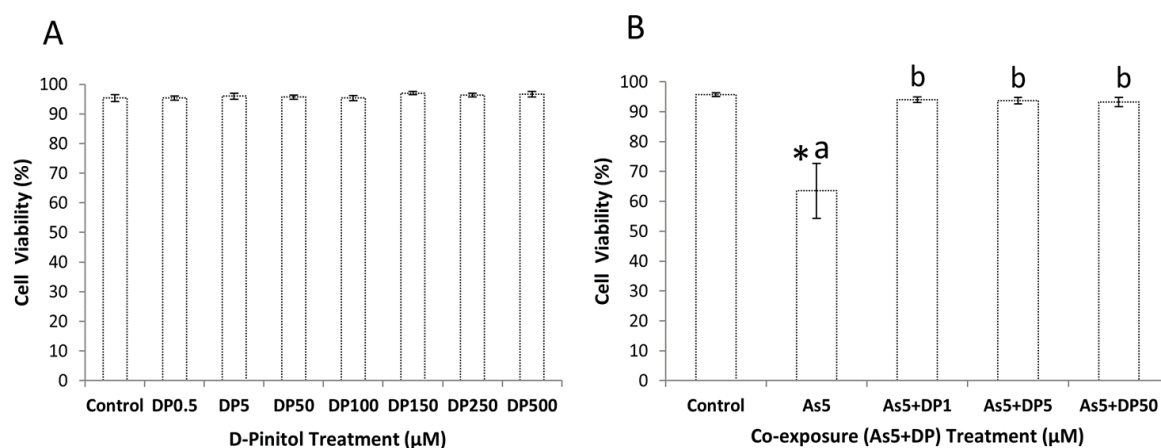 A
Cell Viability (%)
100
90
80
70
60
50
40
30
20
10
0
Control DP0.5 DP5 DP50 DP100 DP150 DP250 DP500
D-Pinitol Treatment (μM)
B
Cell Viability (%)
100
90
80
70
60
50
40
30
20
10
0
*a
b
b
b
Control As5 As5+DP1 As5+DP5 As5+DP50
Co-exposure (As5+DP) Treatment (μM)